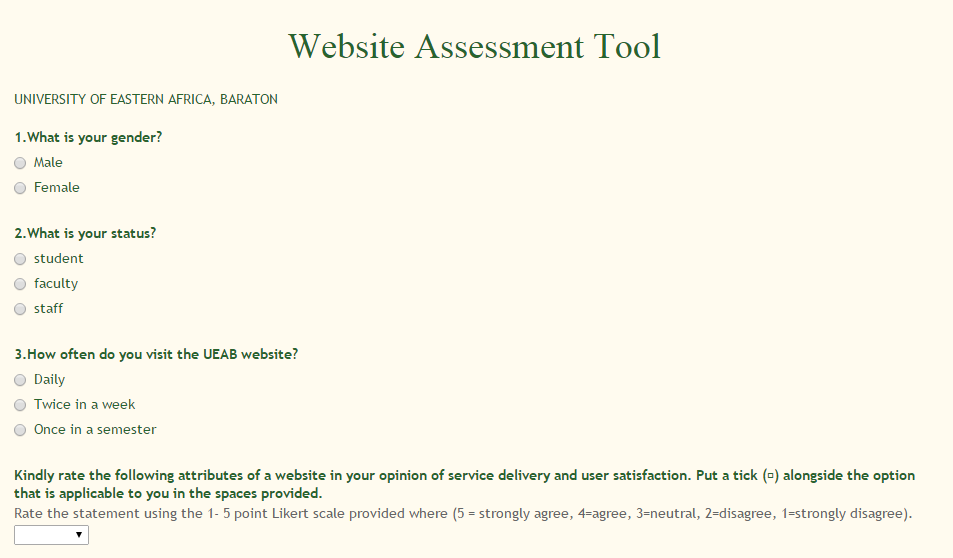 Website Assessment Tool
UNIVERSITY OF EASTERN AFRICA, BARATON
1.What is your gender?
Male
Female
2.What is your status?
student
faculty
staff
3.How often do you visit the UEAB website?
Daily
Twice in a week
Once in a semester
Kindly rate the following attributes of a website in your opinion of service delivery and user satisfaction. Put a tick (¤) alongside the option
that is applicable to you in the spaces provided.
Rate the statement using the 1- 5 point Likert scale provided where (5 = strongly agree, 4=agree, 3=neutral, 2=disagree, 1=strongly disagree).